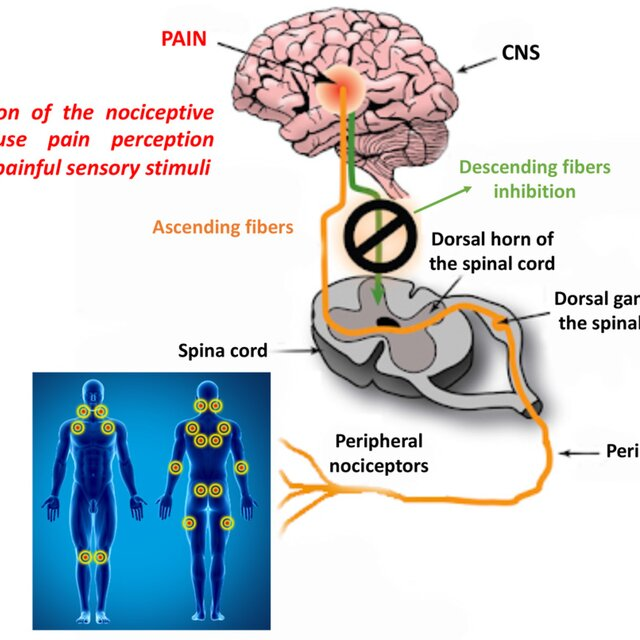 PAIN
CNS
on of the nociceptive
use pain perception
painful sensory stimuli
Descending fibers
inhibition
Ascending fibers
Dorsal horn of
the spinal cord
Dorsal gan
the spinal
Spina cord
Peripheral
nociceptors
Peri